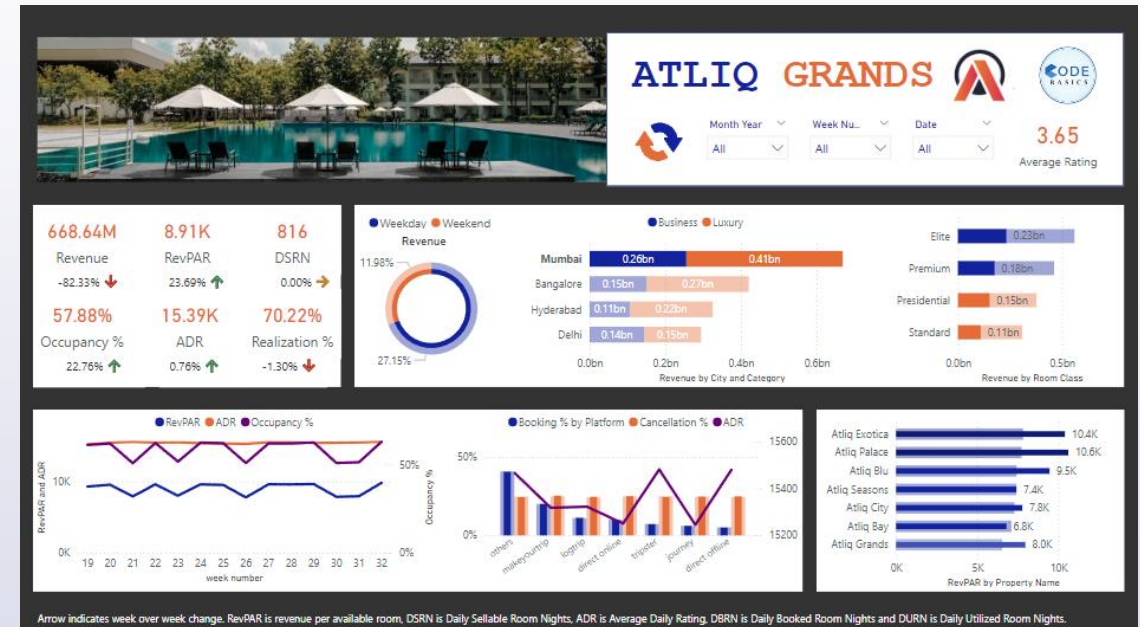 ATLIQ GRANDS
CODE
BASICS
Month Year
All
Week Nu...
All
Date
All
3.65
Average Rating
668.64M
Revenue
-82.33%
8.91K
RevPAR
23.69%
816
DSRN
0.00%
57.88%
Occupancy %
22.76%
15.39K
ADR
0.76%
70.22%
Realization %
-1.30%
Weekday Weekend
Revenue
11.98%
27.15%
Business Luxury
Mumbai 0.26bn 0.41bn
Bangalore 0.15bn 0.27bn
Hyderabad 0.11bn 0.22bn
Delhi 0.14bn 0.15bn
0.0bn 0.2bn 0.4bn 0.6bn
Revenue by City and Category
Elite 0.23bn
Premium 0.18bn
Presidential 0.15bn
Standard 0.11bn
0.0bn 0.5bn
Revenue by Room Class
RevPAR ADR Occupancy %
RevPAR and ADR
10K
0K
50%
0%
Occupancy %
19 20 21 22 23 24 25 26 27 28 29 30 31 32
week number
Booking % by Platform Cancellation % ADR
50%
0%
15600
15400
15200
others makeyourtrip logtrip direct online tripster journey direct offline
Atliq Exotica 10.4K
Atliq Palace 10.6K
Atliq Blu 9.5K
Atliq Seasons 7.4K
Atliq City 7.8K
Atliq Bay 6.8K
Atliq Grands 8.0K
0K 5K 10K
RevPAR by Property Name
Arrow indicates week over week change. RevPAR is revenue per available room, DSRN is Daily Sellable Room Nights, ADR is Average Daily Rating, DBRN is Daily Booked Room Nights and DURN is Daily Utilized Room Nights.